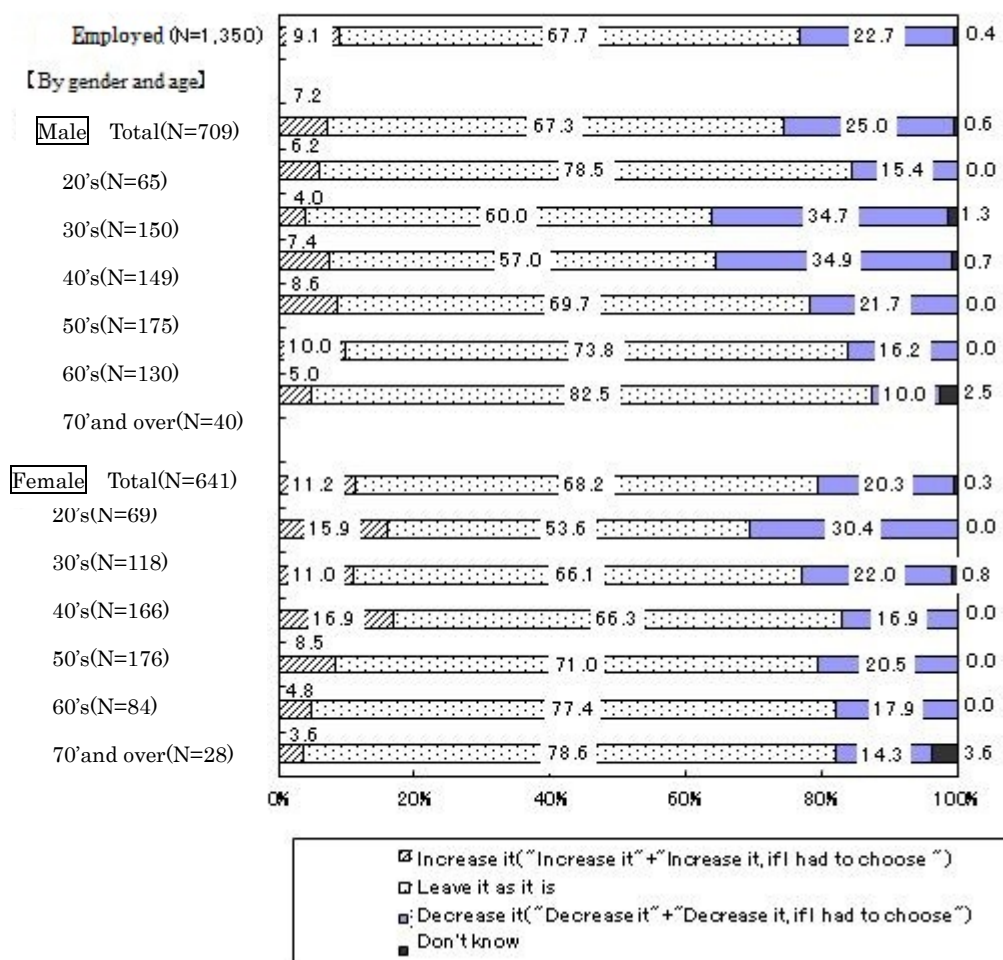 Employed (N=1,350) 9.1 67.7 22.7 0.4
【By gender and age】
7.2
Male Total(N=709) 67.3 25.0 0.6
6.2
20's(N=65) 78.5 15.4 0.0
4.0
30's(N=150) 60.0 34.7 1.3
7.4
40's(N=149) 57.0 34.9 0.7
8.6
50's(N=175) 69.7 21.7 0.0
60's(N=130) 10.0 73.8 16.2 0.0
5.0
70'and over(N=40) 82.5 10.0 2.5
Female Total(N=641) 11.2 68.2 20.3 0.3
20's(N=69) 15.9 53.6 30.4 0.0
30's(N=118) 11.0 66.1 22.0 0.8
40's(N=166) 16.9 66.3 16.9 0.0
8.5
50's(N=176) 71.0 20.5 0.0
4.8
60's(N=84) 77.4 17.9 0.0
3.6
70'and over(N=28) 78.6 14.3 3.6
0% 20% 40% 60% 80% 100%
Increase it("Increase it"+"Increase it, if I had to choose ")
Leave it as it is
Decrease it("Decrease it"+"Decrease it, if I had to choose")
Don't know